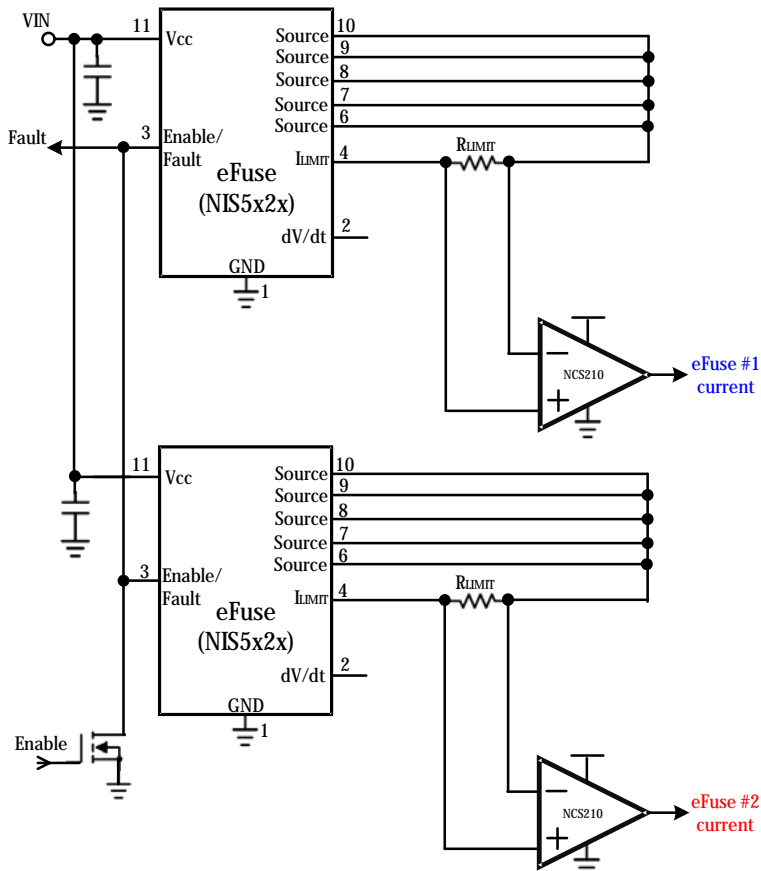 VIN
11
Vcc
Source
10
Source
9
Source
8
Source
7
Source
6
Fault
3
Enable/
Fault
ILIMIT
4
RLIMIT
eFuse
(NIS5x2x)
dV/dt
2
GND
1
NCS210
eFuse #1
current
11
Vcc
Source
10
Source
9
Source
8
Source
7
Source
6
3
Enable/
Fault
ILIMIT
4
RLIMIT
eFuse
(NIS5x2x)
dV/dt
2
GND
1
Enable
NCS210
eFuse #2
current